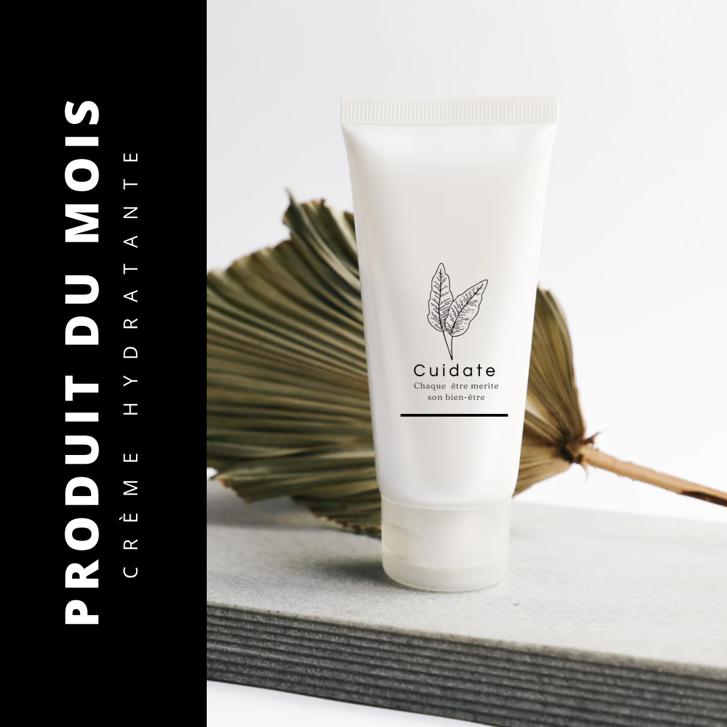 PRODUIT DU MOIS
CRÈME HYDRATANTE
Cuidate
Chaque être merite
son bien-être